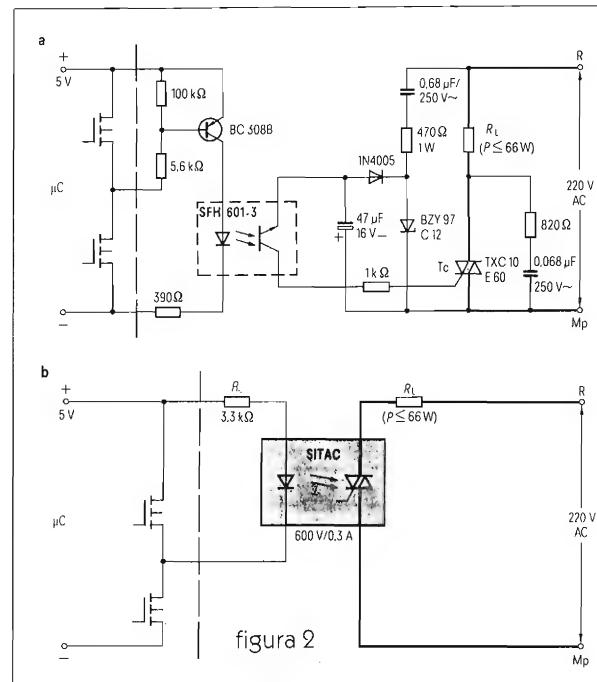 a
+
5 V
100 kΩ
BC 308B
5,6 kΩ
µC
SFH 601-3
390 Ω
–
1N4005
47 µF
16 V–
+
0,68 µF/
250 V~
470 Ω
1 W
BZY 97
C 12
1 kΩ
R
RL
(P ≤ 66 W)
220 V
AC
820 Ω
TXC 10
E 60
0,068 µF
250 V~
Tc
Mp
b
+
5 V
3,3 kΩ
µC
–
SITAC
600 V/0,3 A
RL
(P ≤ 66 W)
R
220 V
AC
Mp
figura 2